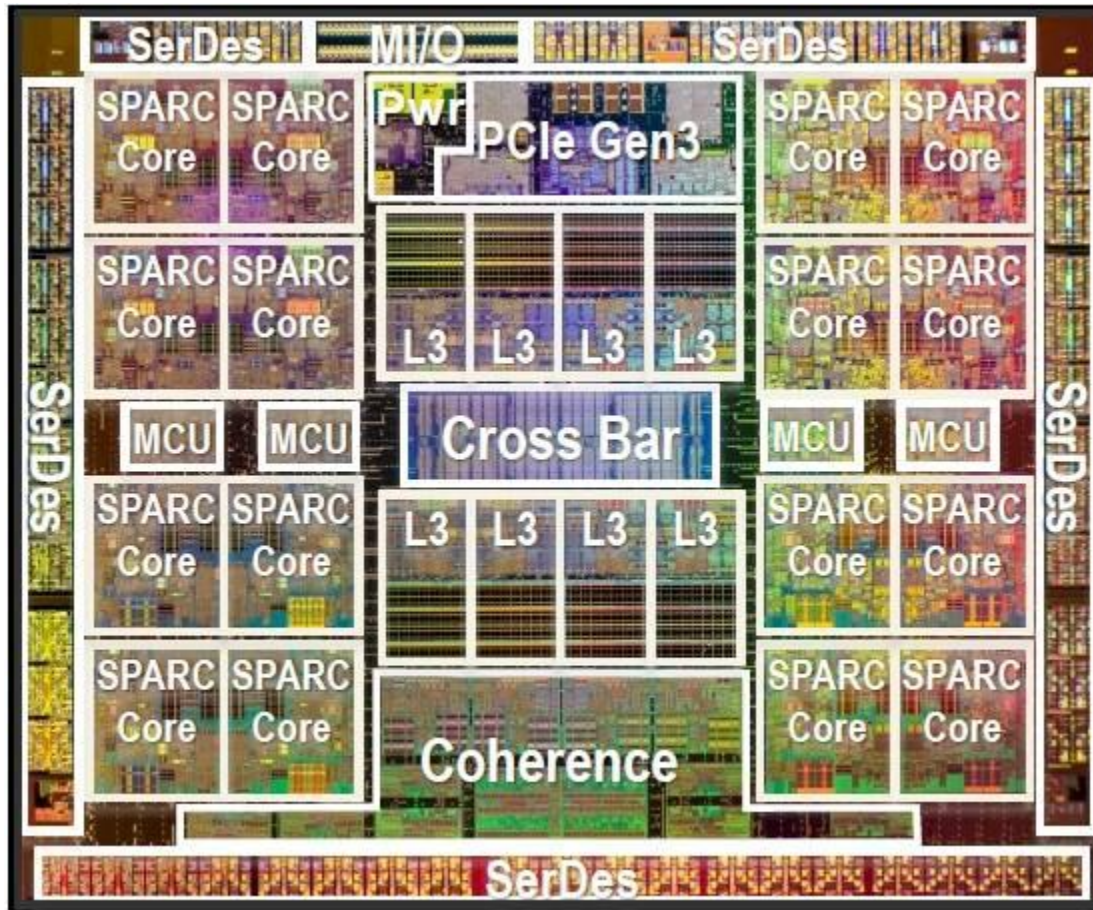 SerDes
MI/O
SerDes
Pwr
PCIe Gen3
SPARC
Core
SPARC
Core
SPARC
Core
SPARC
Core
SPARC
Core
SPARC
Core
SPARC
Core
SPARC
Core
L3
L3
L3
L3
SerDes
MCU
MCU
Cross Bar
MCU
MCU
SerDes
SPARC
Core
SPARC
Core
L3
L3
L3
L3
SPARC
Core
SPARC
Core
SPARC
Core
SPARC
Core
Coherence
SPARC
Core
SPARC
Core
SerDes